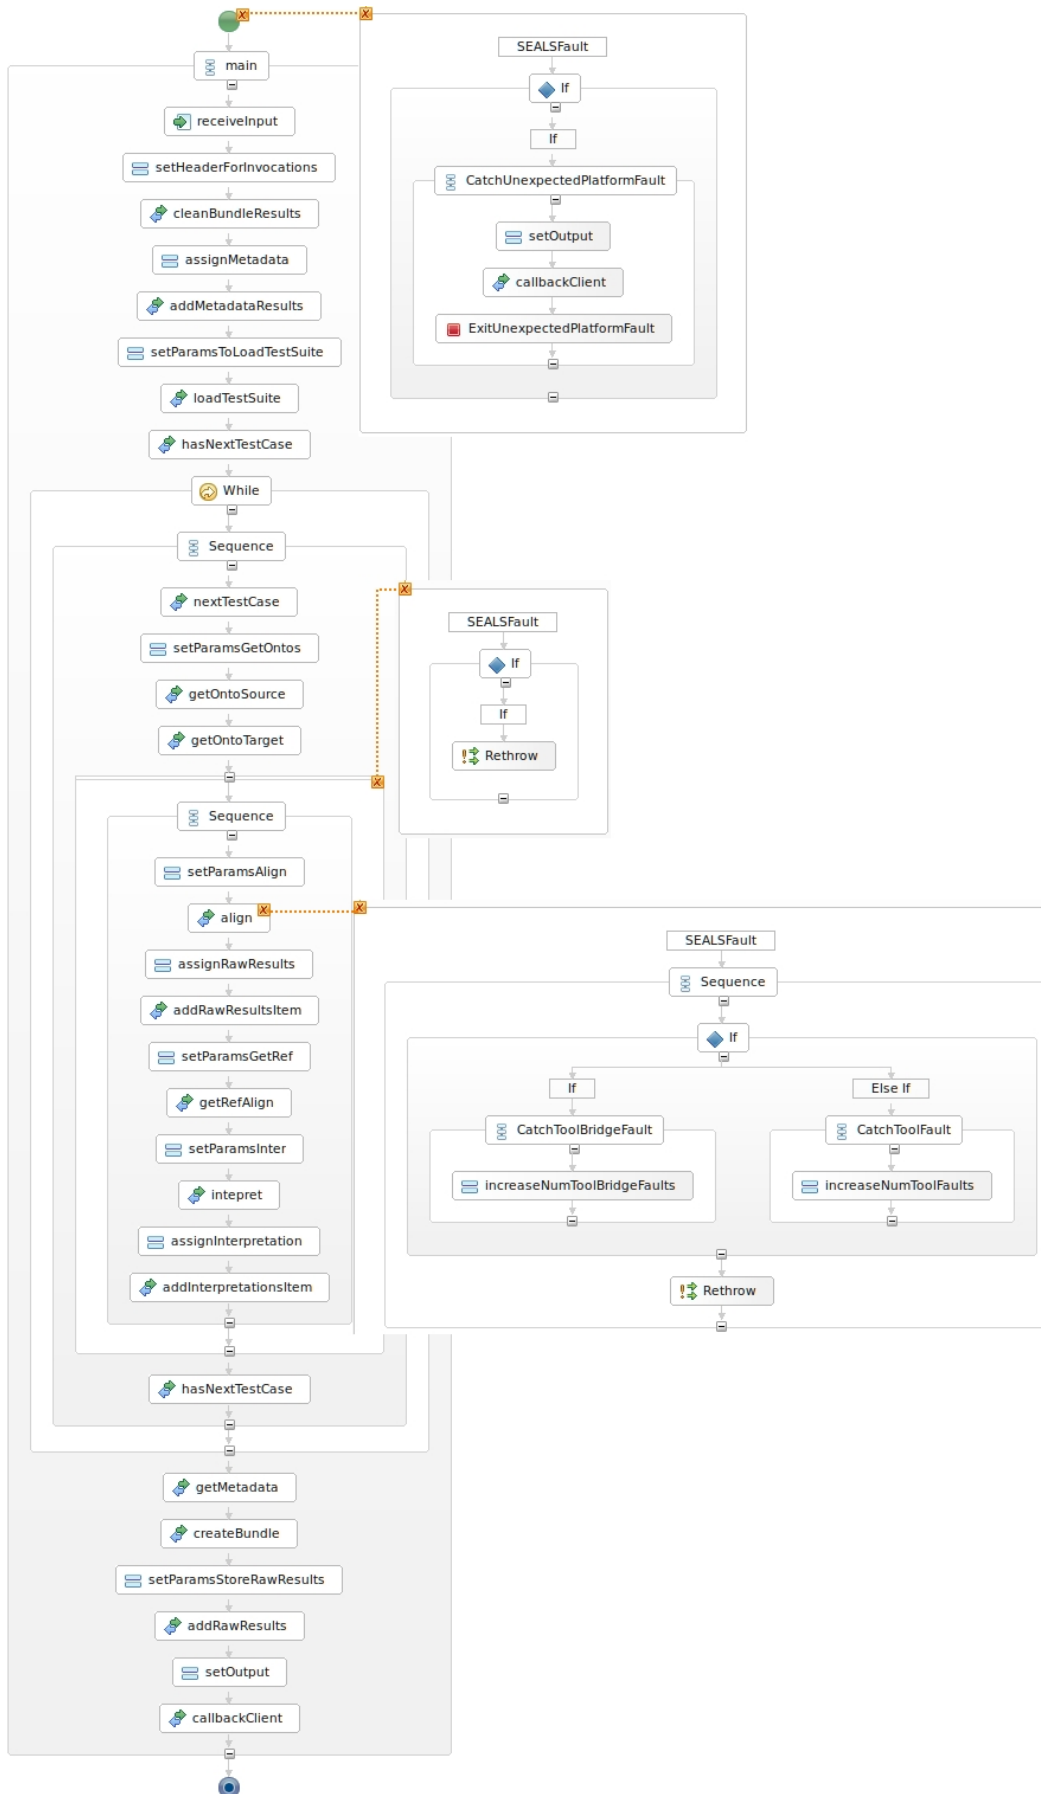 main
receiveInput
setHeaderForInvocations
cleanBundleResults
assignMetadata
addMetadataResults
setParamsToLoadTestSuite
loadTestSuite
hasNextTestCase
While
Sequence
nextTestCase
setParamsGetOntos
getOntoSource
getOntoTarget
Sequence
setParamsAlign
align
assignRawResults
addRawResultsItem
setParamsGetRef
getRefAlign
setParamsInter
intepret
assignInterpretation
addInterpretationsItem
hasNextTestCase
getMetadata
createBundle
setParamsStoreRawResults
addRawResults
setOutput
callbackClient
SEALSFault
If
If
CatchUnexpectedPlatformFault
setOutput
callbackClient
ExitUnexpectedPlatformFault
SEALSFault
If
If
Rethrow
SEALSFault
Sequence
If
If
Else If
CatchToolBridgeFault
CatchToolFault
increaseNumToolBridgeFaults
increaseNumToolFaults
Rethrow